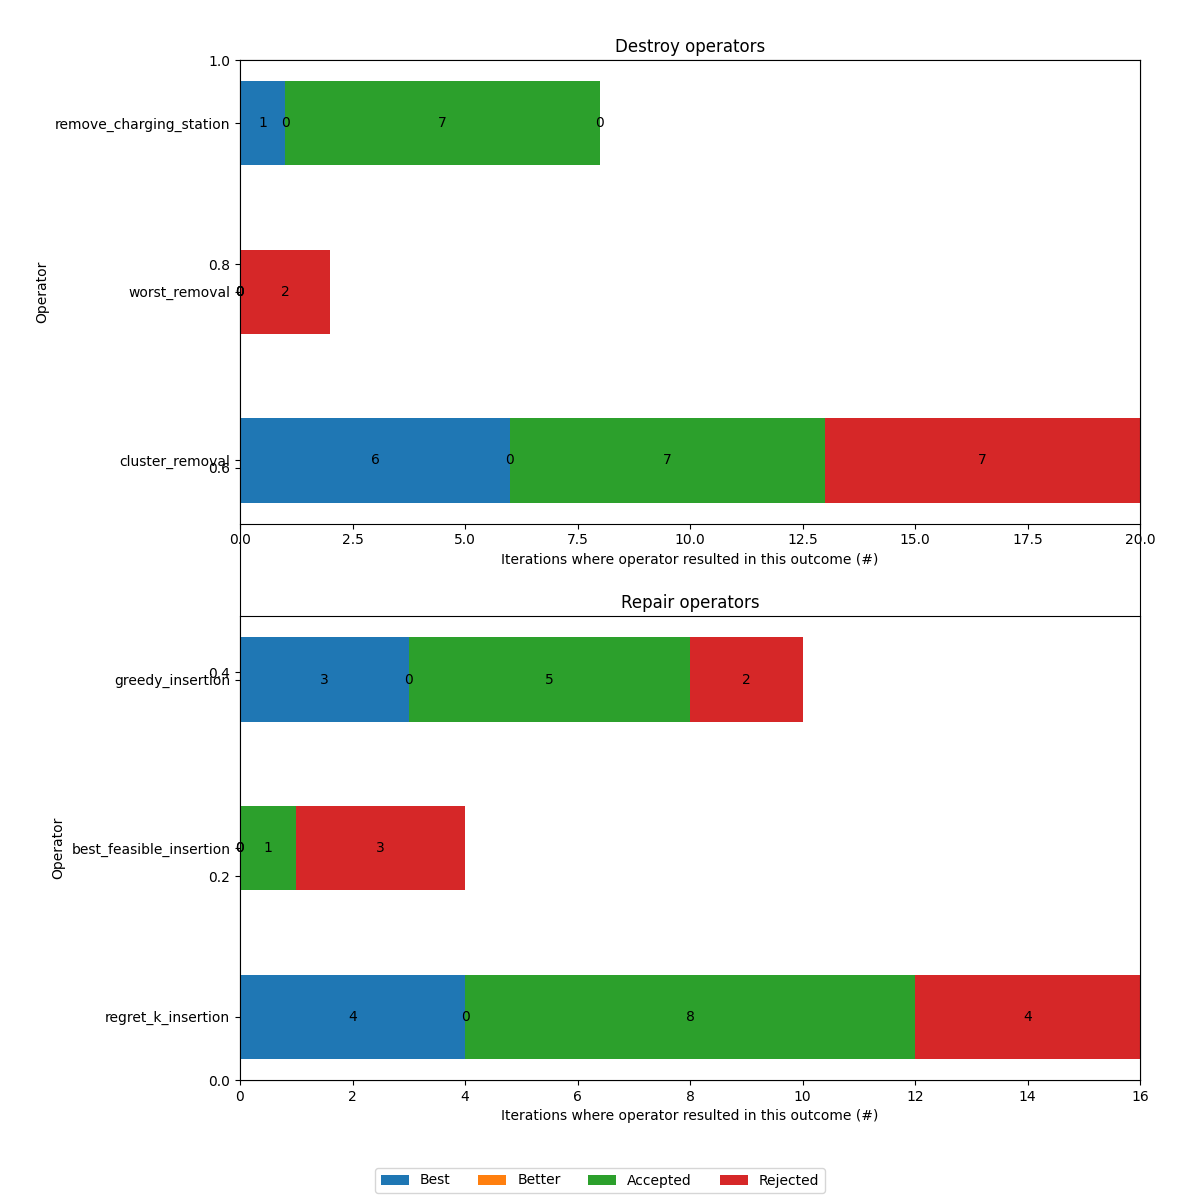 Destroy operators
1.0
remove_charging_station 1 0 7 0
0.8
worst_removal 0 0 0 2
cluster_removal 6 0 7 7
0.6
Operator
0.0 2.5 5.0 7.5 10.0 12.5 15.0 17.5 20.0
Iterations where operator resulted in this outcome (#)
Repair operators
0.4
greedy_insertion 3 0 5 2
best_feasible_insertion 0 0 1 3
0.2
Operator
regret_k_insertion 4 0 8 4
0.0
0 2 4 6 8 10 12 14 16
Iterations where operator resulted in this outcome (#)
Best Better Accepted Rejected